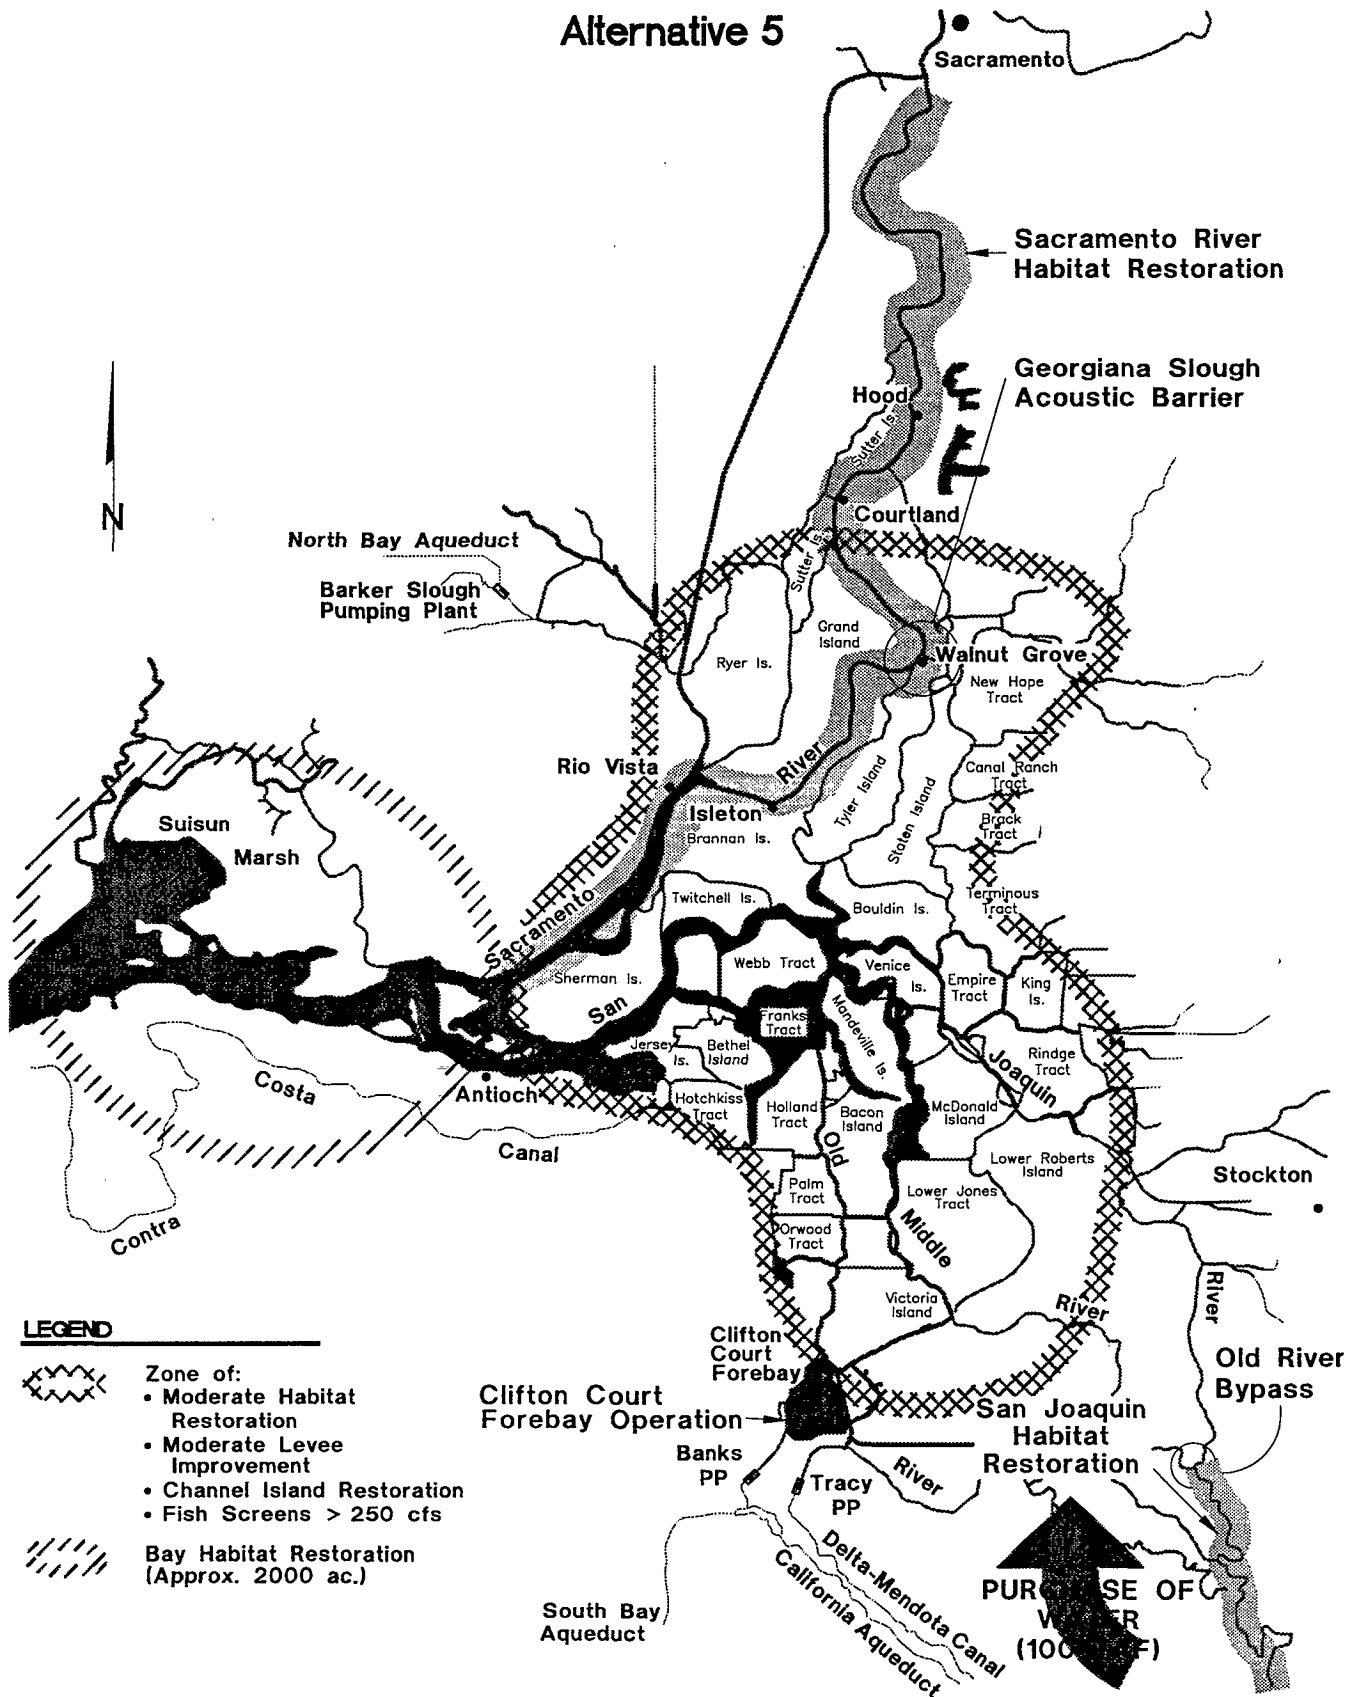 Alternative 5
Sacramento
Sacramento River
Habitat Restoration
Georgiana Slough
Acoustic Barrier
Hood
Sutter Is.
Courtland
N
North Bay Aqueduct
Barker Slough
Pumping Plant
Sutter Is.
Grand
Island
Ryer Is.
Walnut Grove
New Hope
Tract
Rio Vista
River
Isleton
Brannan Is.
Tyler Island
Staten Island
Canal Ranch
Tract
Brack
Tract
Terminous
Tract
Suisun
Marsh
Sacramento
Twitchell Is.
Bouldin Is.
Sherman Is.
San
Webb Tract
Venice
Is.
Empire
Tract
King
Is.
Franks
Tract
Mandeville Is.
Jersey
Is.
Bethel
Island
Joaquin
Rindge
Tract
Costa
Antioch
Hotchkiss
Tract
Holland
Tract
Bacon
Island
McDonald
Island
Old
Canal
Contra
Palm
Tract
Lower Roberts
Island
Lower Jones
Tract
Stockton
Orwood
Tract
Middle
Victoria
Island
River
River
Clifton
Court
Forebay
Old River
Bypass
Clifton Court
Forebay Operation
San Joaquin
Habitat
Restoration
Banks
PP
Tracy
PP
River
Delta-Mendota Canal
California Aqueduct
South Bay
Aqueduct
OF
LEGEND
Zone of:
• Moderate Habitat
Restoration
• Moderate Levee
Improvement
• Channel Island Restoration
• Fish Screens > 250 cfs
Bay Habitat Restoration
(Approx. 2000 ac.)